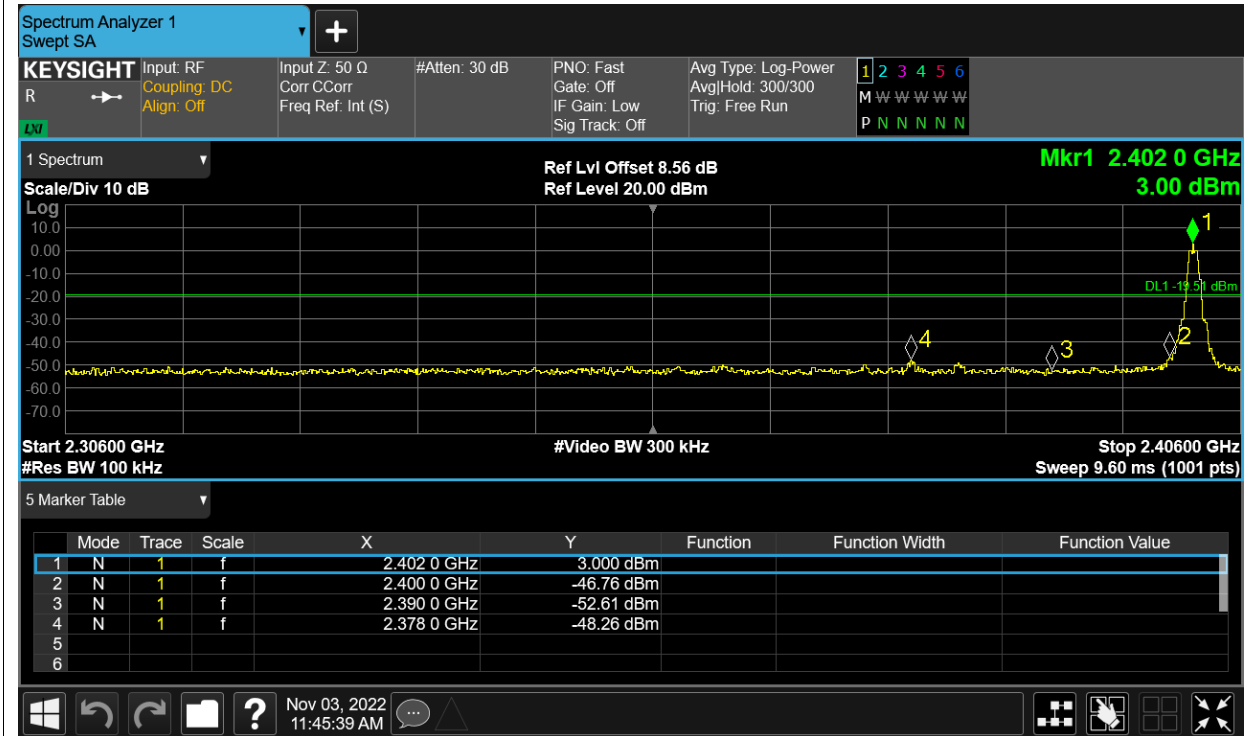 Spectrum Analyzer 1
Swept SA
+
KEYSIGHT
R
LXI
Input: RF
Coupling: DC
Align: Off
Input Z: 50 Ω
Corr CCorr
Freq Ref: Int (S)
#Atten: 30 dB
PNO: Fast
Gate: Off
IF Gain: Low
Sig Track: Off
Avg Type: Log-Power
Avg|Hold: 300/300
Trig: Free Run
1 2 3 4 5 6
M W W W W W
P N N N N N
1 Spectrum
Scale/Div 10 dB
Ref Lvl Offset 8.56 dB
Ref Level 20.00 dBm
Mkr1 2.402 0 GHz
3.00 dBm
Log
10.0
0.00
-10.0
-20.0
-30.0
-40.0
-50.0
-60.0
-70.0
1
DL1 -19.51 dBm
4
3
2
Start 2.30600 GHz
#Video BW 300 kHz
Stop 2.40600 GHz
#Res BW 100 kHz
Sweep 9.60 ms (1001 pts)
5 Marker Table
Mode Trace Scale X Y Function Function Width Function Value
1 N 1 f 2.402 0 GHz 3.000 dBm
2 N 1 f 2.400 0 GHz -46.76 dBm
3 N 1 f 2.390 0 GHz -52.61 dBm
4 N 1 f 2.378 0 GHz -48.26 dBm
5
6
?
Nov 03, 2022
11:45:39 AM